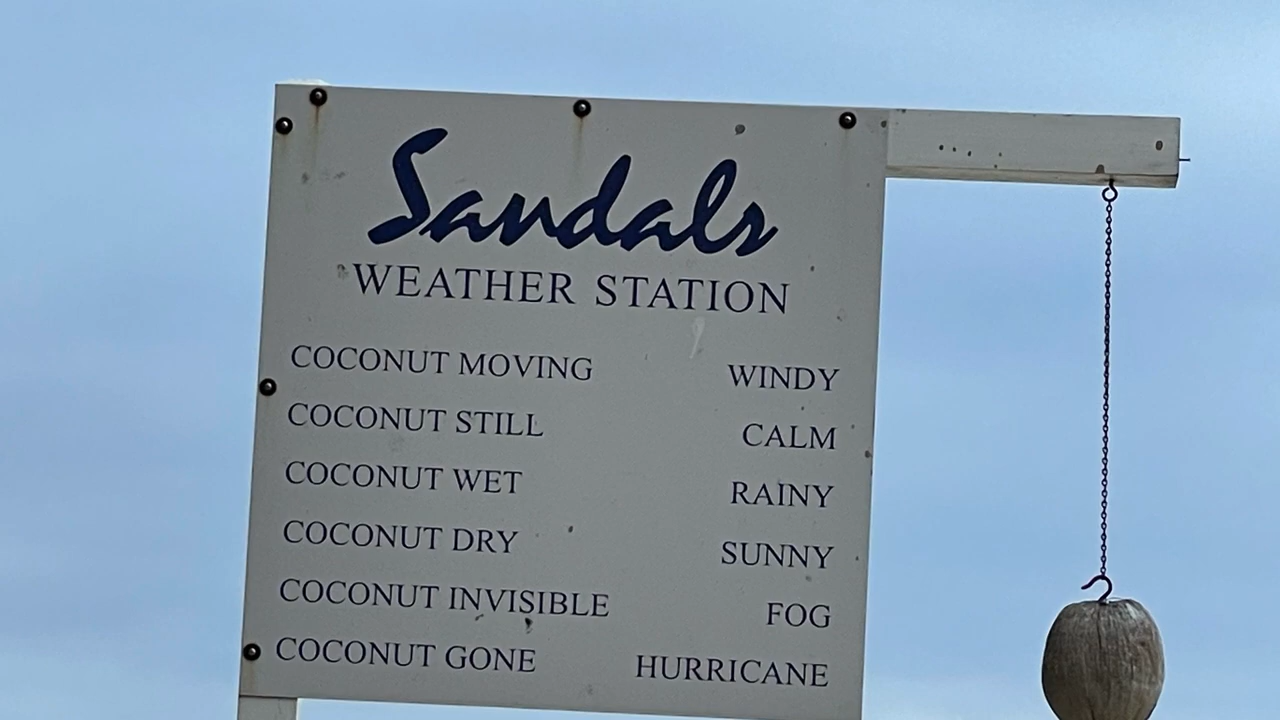 Sandals
WEATHER STATION
COCONUT MOVING WINDY
COCONUT STILL CALM
COCONUT WET RAINY
COCONUT DRY SUNNY
COCONUT INVISIBLE FOG
COCONUT GONE HURRICANE